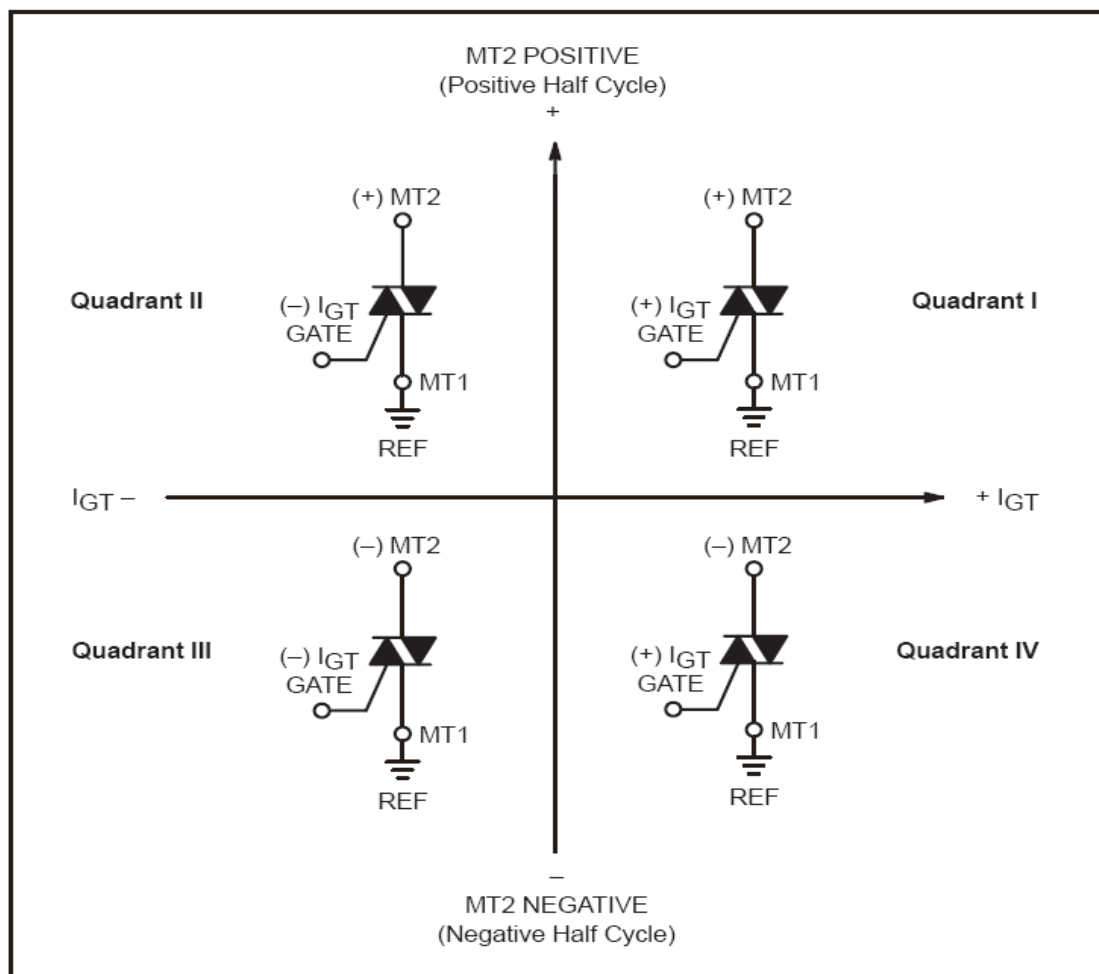 MT2 POSITIVE
(Positive Half Cycle)
+
(+) MT2
(+) MT2
Quadrant II
(–) IGT
GATE
(+) IGT
GATE
Quadrant I
MT1
MT1
REF
REF
IGT –
+ IGT
(–) MT2
(–) MT2
Quadrant III
(–) IGT
GATE
(+) IGT
GATE
Quadrant IV
MT1
MT1
REF
REF
–
MT2 NEGATIVE
(Negative Half Cycle)